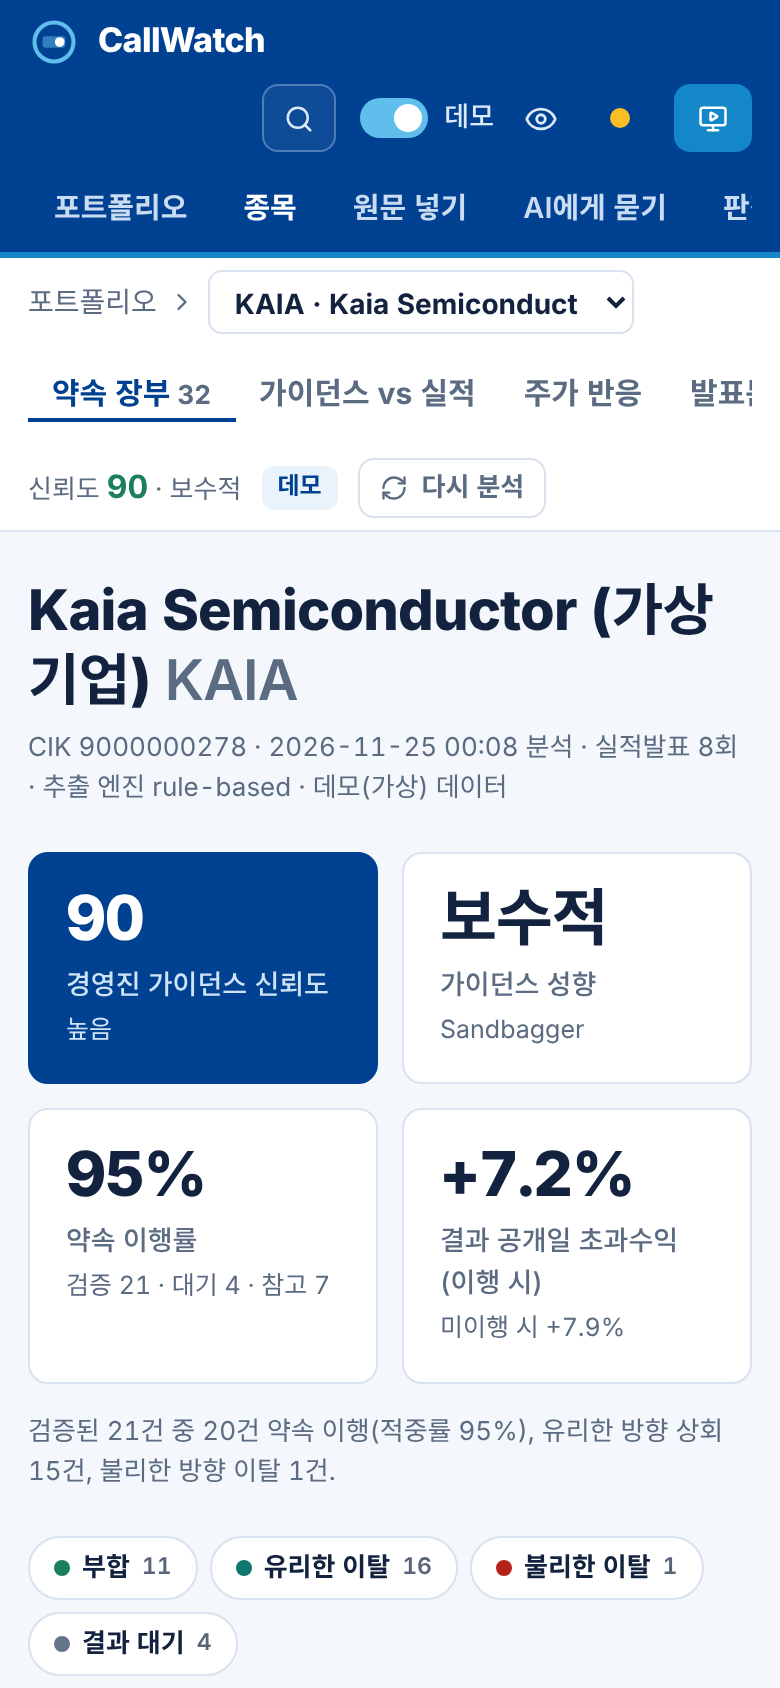 CallWatch
데모
포트폴리오 종목 원문 넣기 AI에게 묻기 판
포트폴리오 KAIA · Kaia Semiconduct
약속 장부 32 가이던스 vs 실적 주가 반응 발표
신뢰도 90 · 보수적 데모 다시 분석
Kaia Semiconductor (가상
기업) KAIA
CIK 9000000278 · 2026-11-25 00:08 분석 · 실적발표 8회
· 추출 엔진 rule-based · 데모(가상) 데이터
90
경영진 가이던스 신뢰도
높음
보수적
가이던스 성향
Sandbagger
95%
약속 이행률
검증 21 · 대기 4 · 참고 7
+7.2%
결과 공개일 초과수익
(이행 시)
미이행 시 +7.9%
검증된 21건 중 20건 약속 이행(적중률 95%), 유리한 방향 상회
15건, 불리한 방향 이탈 1건.
부합 11 유리한 이탈 16 불리한 이탈 1
결과 대기 4